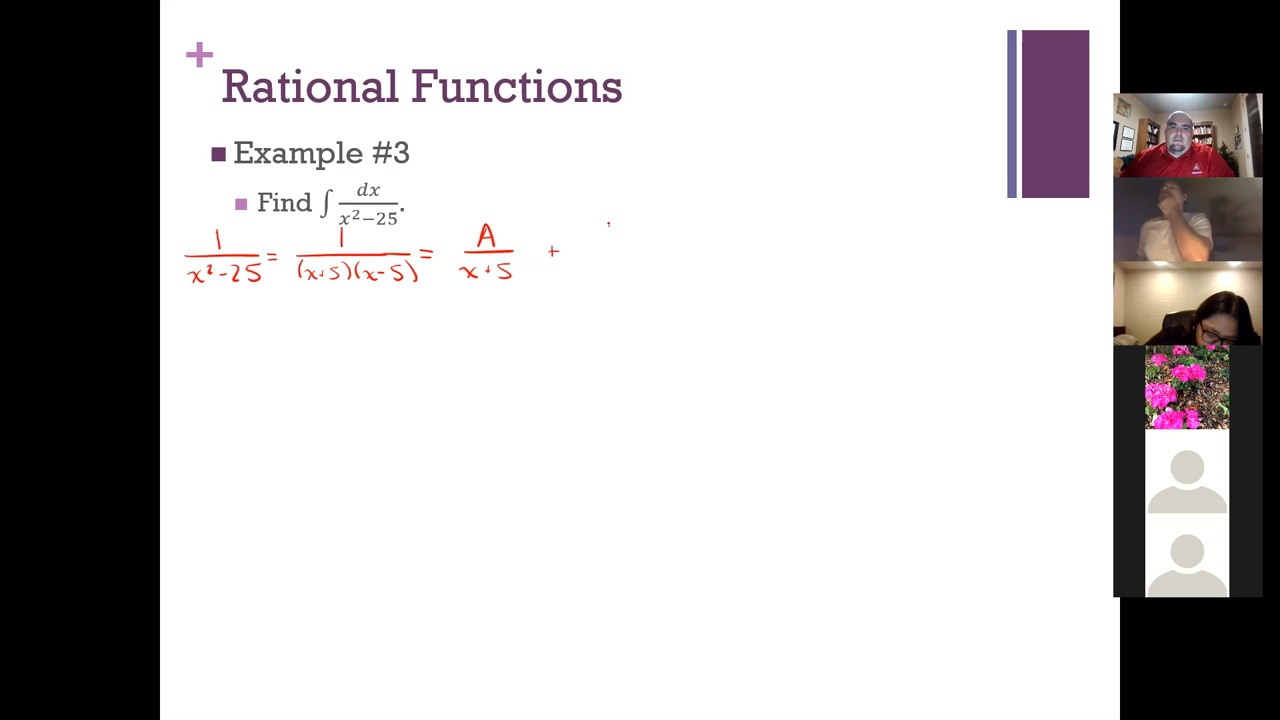 +
Rational Functions
Example #3
Find ∫ dx/(x²−25).
1/(x²-25) = 1/((x+5)(x-5)) = A/(x+5) +